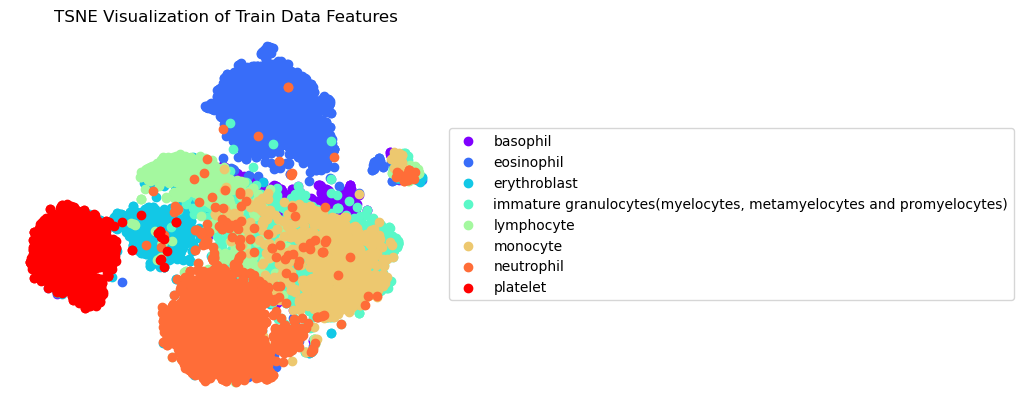 TSNE Visualization of Train Data Features
basophil
eosinophil
erythroblast
immature granulocytes(myelocytes, metamyelocytes and promyelocytes)
lymphocyte
monocyte
neutrophil
platelet